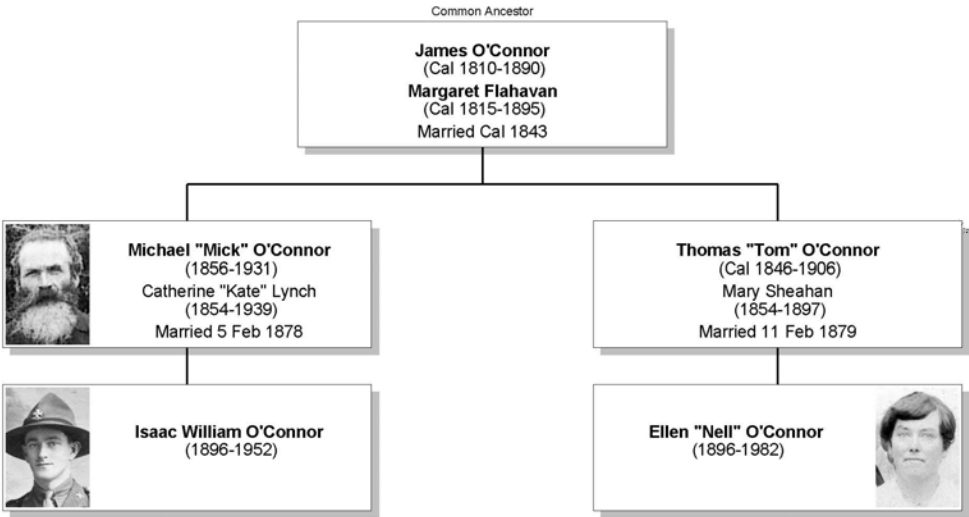 Common Ancestor
James O'Connor
(Cal 1810-1890)
Margaret Flahavan
(Cal 1815-1895)
Married Cal 1843
Michael "Mick" O'Connor
(1856-1931)
Catherine "Kate" Lynch
(1854-1939)
Married 5 Feb 1878
Thomas "Tom" O'Connor
(Cal 1846-1906)
Mary Sheahan
(1854-1897)
Married 11 Feb 1879
Isaac William O'Connor
(1896-1952)
Ellen "Nell" O'Connor
(1896-1982)